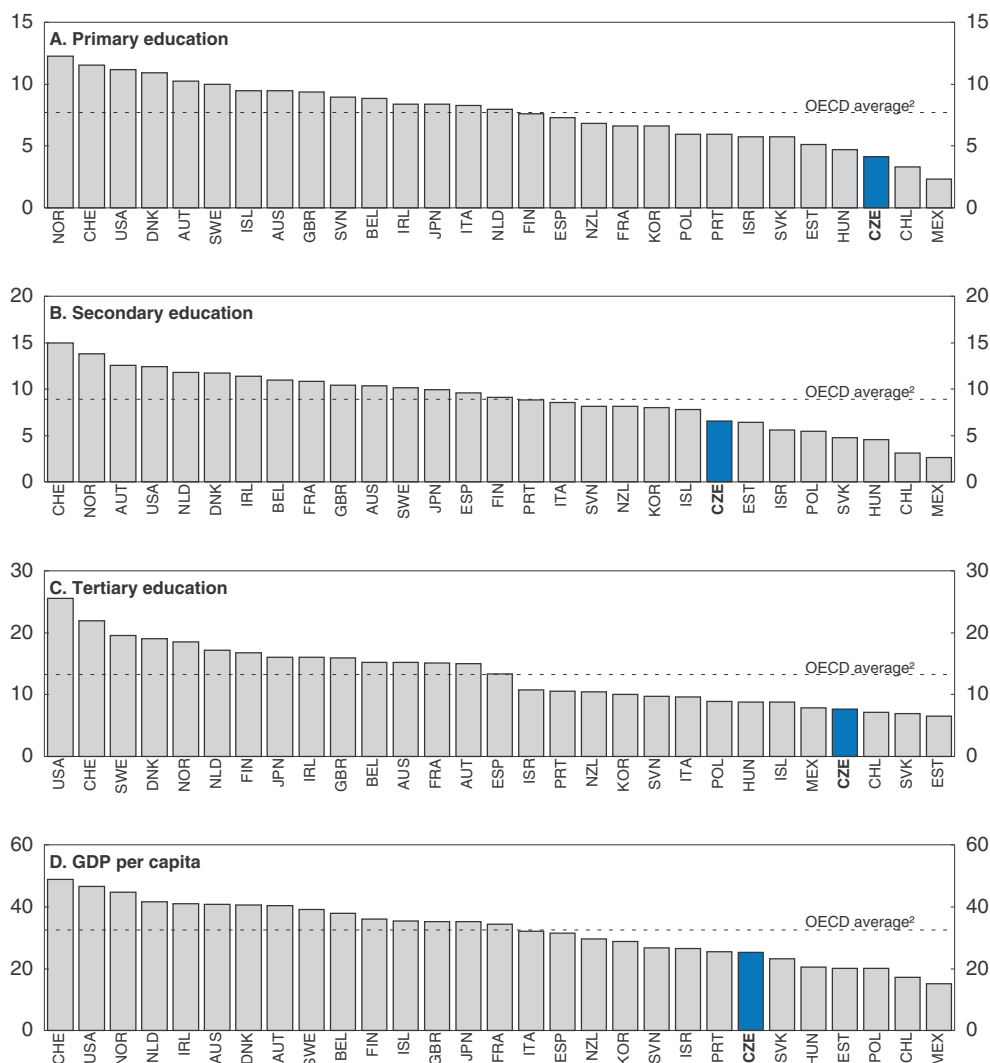 A. Primary education
15 15
10 10
5 5
0 0
OECD average²
NOR CHE USA DNK AUT SWE ISL AUS GBR SVN BEL IRL JPN ITA NLD FIN ESP NZL FRA KOR POL PRT ISR SVK EST HUN CZE CHL MEX
B. Secondary education
20 20
15 15
10 10
5 5
0 0
OECD average²
CHE NOR AUT USA NLD DNK IRL BEL FRA GBR AUS SWE JPN ESP FIN PRT ITA SVN NZL KOR ISL CZE EST ISR POL SVK HUN CHL MEX
C. Tertiary education
30 30
20 20
10 10
0 0
OECD average²
USA CHE SWE DNK NOR NLD FIN JPN IRL GBR BEL AUS FRA AUT ESP ISR PRT NZL KOR SVN ITA POL HUN ISL MEX CZE CHL SVK EST
D. GDP per capita
60 60
40 40
20 20
0 0
OECD average²
CHE USA NOR NLD IRL AUS DNK AUT SWE BEL FIN ISL GBR JPN FRA ITA ESP NZL KOR SVN ISR PRT CZE SVK HUN EST POL CHL MEX